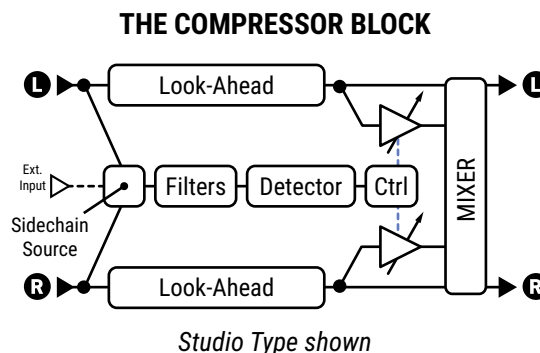 THE COMPRESSOR BLOCK
L
Look-Ahead
L
Ext.
Input
Filters
Detector
Ctrl
MIXER
Sidechain
Source
R
Look-Ahead
R
Studio Type shown